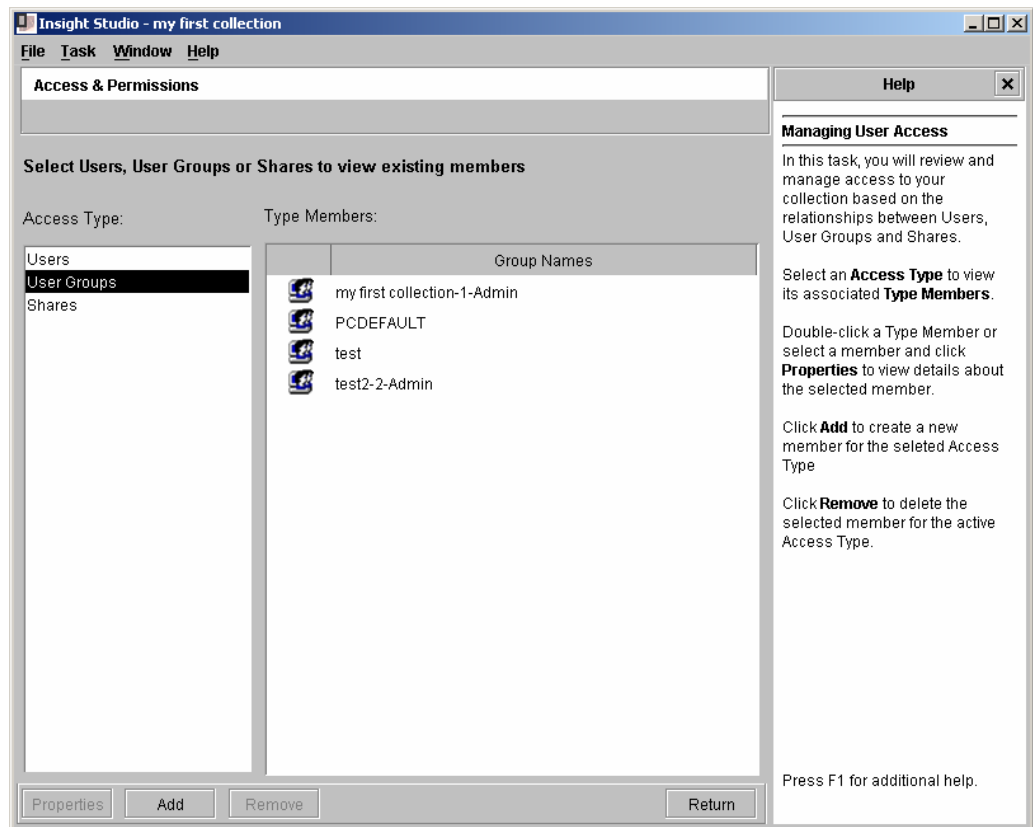 Insight Studio - my first collection
File Task Window Help
Access & Permissions
Select Users, User Groups or Shares to view existing members
Access Type:
Users
User Groups
Shares
Type Members:
Group Names
my first collection-1-Admin
PCDEFAULT
test
test2-2-Admin
Properties
Add
Remove
Return
Help
Managing User Access
In this task, you will review and
manage access to your
collection based on the
relationships between Users,
User Groups and Shares.
Select an Access Type to view
its associated Type Members.
Double-click a Type Member or
select a member and click
Properties to view details about
the selected member.
Click Add to create a new
member for the seleted Access
Type
Click Remove to delete the
selected member for the active
Access Type.
Press F1 for additional help.